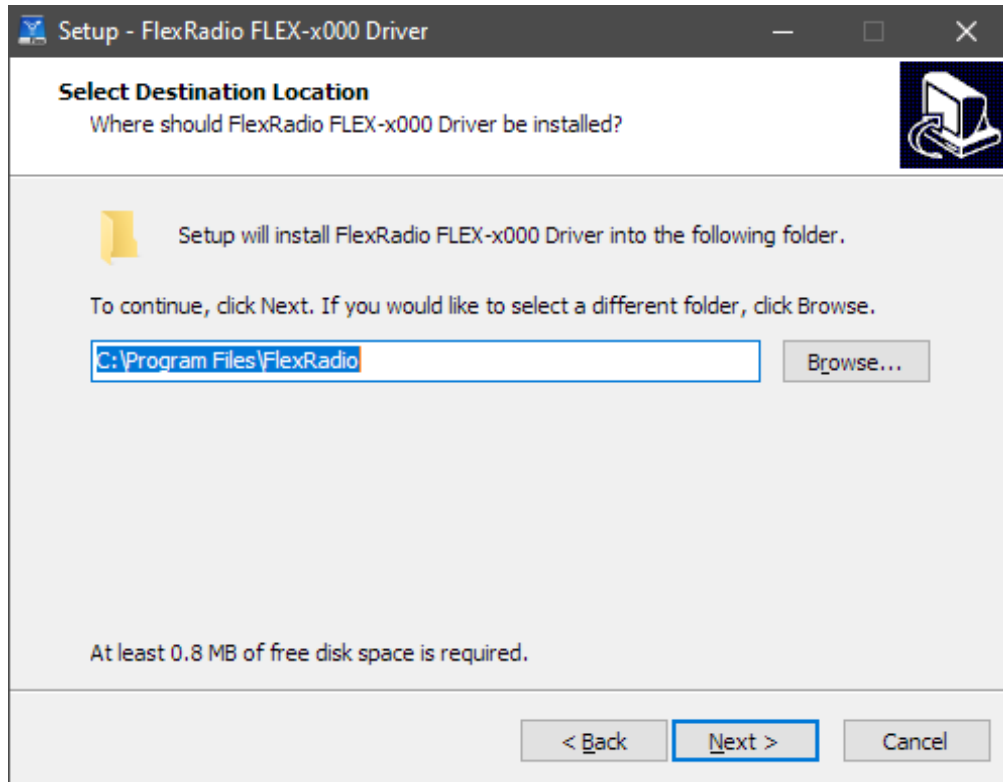 Setup - FlexRadio FLEX-x000 Driver
Select Destination Location
Where should FlexRadio FLEX-x000 Driver be installed?
Setup will install FlexRadio FLEX-x000 Driver into the following folder.
To continue, click Next. If you would like to select a different folder, click Browse.
C:\Program Files\FlexRadio
Browse...
At least 0.8 MB of free disk space is required.
< Back
Next >
Cancel